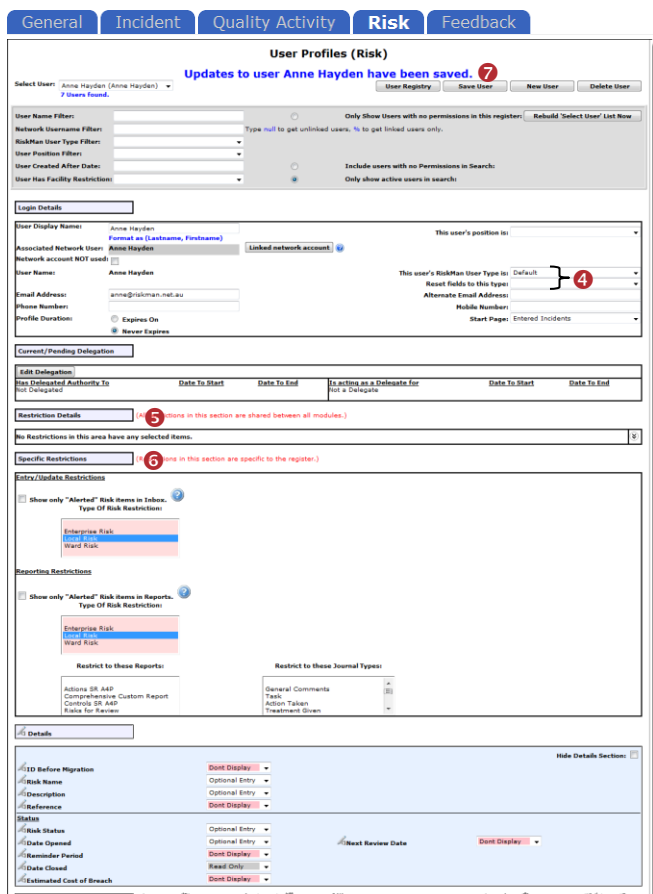 General Incident Quality Activity Risk Feedback
User Profiles (Risk)
Updates to user Anne Hayden have been saved. 7
Select User: Anne Hayden (Anne Hayden)
7 Users found.
User Registry Save User New User Delete User
User Name Filter: Only Show Users with no permissions in this register: Rebuild 'Select User' List Now
Network Username Filter: Type null to get unlinked users, % to get linked users only.
RiskMan User Type Filter:
User Position Filter:
User Created After Date: Include users with no Permissions in Search:
User Has Facility Restriction: Only show active users in search:
Login Details
User Display Name: Anne Hayden This user's position is:
Format as (Lastname, Firstname)
Associated Network User: Anne Hayden Linked network account
Network account NOT used:
User Name: Anne Hayden This user's RiskMan User Type is: Default
Reset fields to this type: 4
Email Address: anne@riskman.net.au Alternate Email Address:
Phone Number: Mobile Number:
Profile Duration: Expires On Start Page: Entered Incidents
Never Expires
Current/Pending Delegation
Edit Delegation
Has Delegated Authority To Date To Start Date To End Is acting as a Delegate for Date To Start Date To End
Not Delegated Not a Delegate
Restriction Details 5 in this section are shared between all modules.)
No Restrictions in this area have any selected items.
Specific Restrictions 6 in this section are specific to the register.)
Entry/Update Restrictions
Show only "Alerted" Risk items in Inbox. ?
Type Of Risk Restriction:
Enterprise Risk
Local Risk
Ward Risk
Reporting Restrictions
Show only "Alerted" Risk items in Reports. ?
Type Of Risk Restriction:
Enterprise Risk
Local Risk
Ward Risk
Restrict to these Reports: Restrict to these Journal Types:
Actions SR A4P General Comments
Comprehensive Custom Report Task
Controls SR A4P Action Taken
Risks for Review Treatment Given
Details
Hide Details Section:
ID Before Migration Dont Display
Risk Name Optional Entry
Description Optional Entry
Reference Dont Display
Status
Risk Status Optional Entry
Date Opened Optional Entry Next Review Date Dont Display
Reminder Period Dont Display
Date Closed Read Only
Estimated Cost of Breach Dont Display